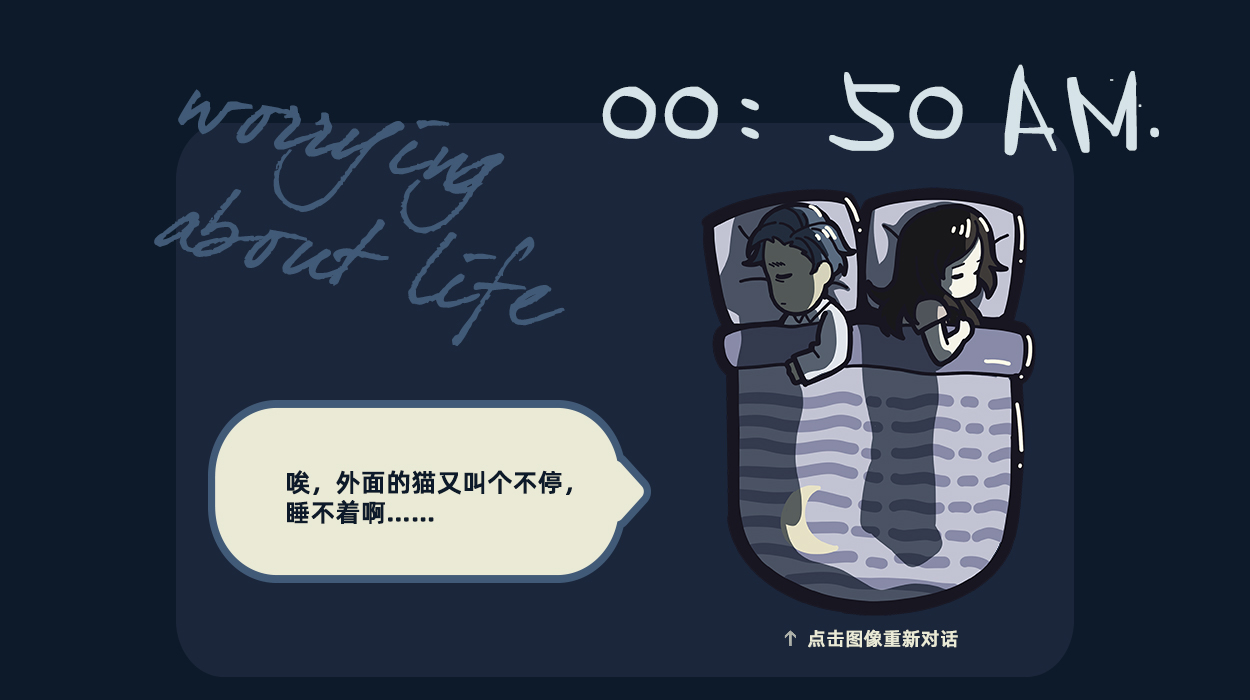 00: 50 AM.
worrying
about life
唉，外面的猫又叫个不停，
睡不着啊……
↑ 点击图像重新对话